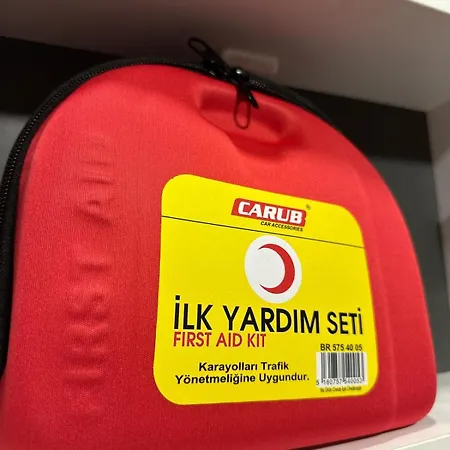 FIRST AID
CARUB®
CAR ACCESSORIES
İLK YARDIM SETİ
FIRST AID KIT
BR 575 40 05
Karayolları Trafik
Yönetmeliğine Uygundur.